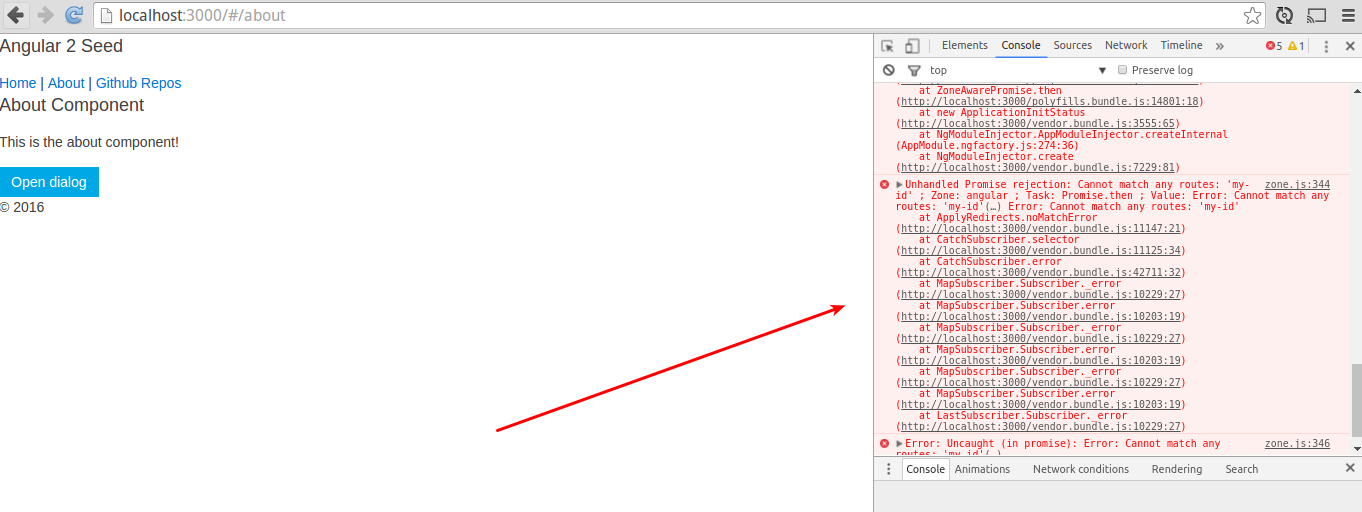 localhost:3000/#/about
Angular 2 Seed
Home | About | Github Repos
About Component
This is the about component!
Open dialog
© 2016
Elements Console Sources Network Timeline » 5 1
top ▼ Preserve log
at ZoneAwarePromise.then
(http://localhost:3000/polyfills.bundle.js:14801:18)
at new ApplicationInitStatus
(http://localhost:3000/vendor.bundle.js:3555:65)
at NgModuleInjector.AppModuleInjector.createInternal
(AppModule.ngfactory.js:274:36)
at NgModuleInjector.create
(http://localhost:3000/vendor.bundle.js:7229:81)
Unhandled Promise rejection: Cannot match any routes: 'my- zone.js:344
id' ; Zone: angular ; Task: Promise.then ; Value: Error: Cannot match any
routes: 'my-id'(…) Error: Cannot match any routes: 'my-id'
at ApplyRedirects.noMatchError
(http://localhost:3000/vendor.bundle.js:11147:21)
at CatchSubscriber.selector
(http://localhost:3000/vendor.bundle.js:11125:34)
at CatchSubscriber.error
(http://localhost:3000/vendor.bundle.js:42711:32)
at MapSubscriber.Subscriber._error
(http://localhost:3000/vendor.bundle.js:10229:27)
at MapSubscriber.Subscriber.error
(http://localhost:3000/vendor.bundle.js:10203:19)
at MapSubscriber.Subscriber._error
(http://localhost:3000/vendor.bundle.js:10229:27)
at MapSubscriber.Subscriber.error
(http://localhost:3000/vendor.bundle.js:10203:19)
at MapSubscriber.Subscriber._error
(http://localhost:3000/vendor.bundle.js:10229:27)
at MapSubscriber.Subscriber.error
(http://localhost:3000/vendor.bundle.js:10203:19)
at LastSubscriber.Subscriber._error
(http://localhost:3000/vendor.bundle.js:10229:27)
Error: Uncaught (in promise): Error: Cannot match any zone.js:346
routes: 'my-id'(…)
Console Animations Network conditions Rendering Search